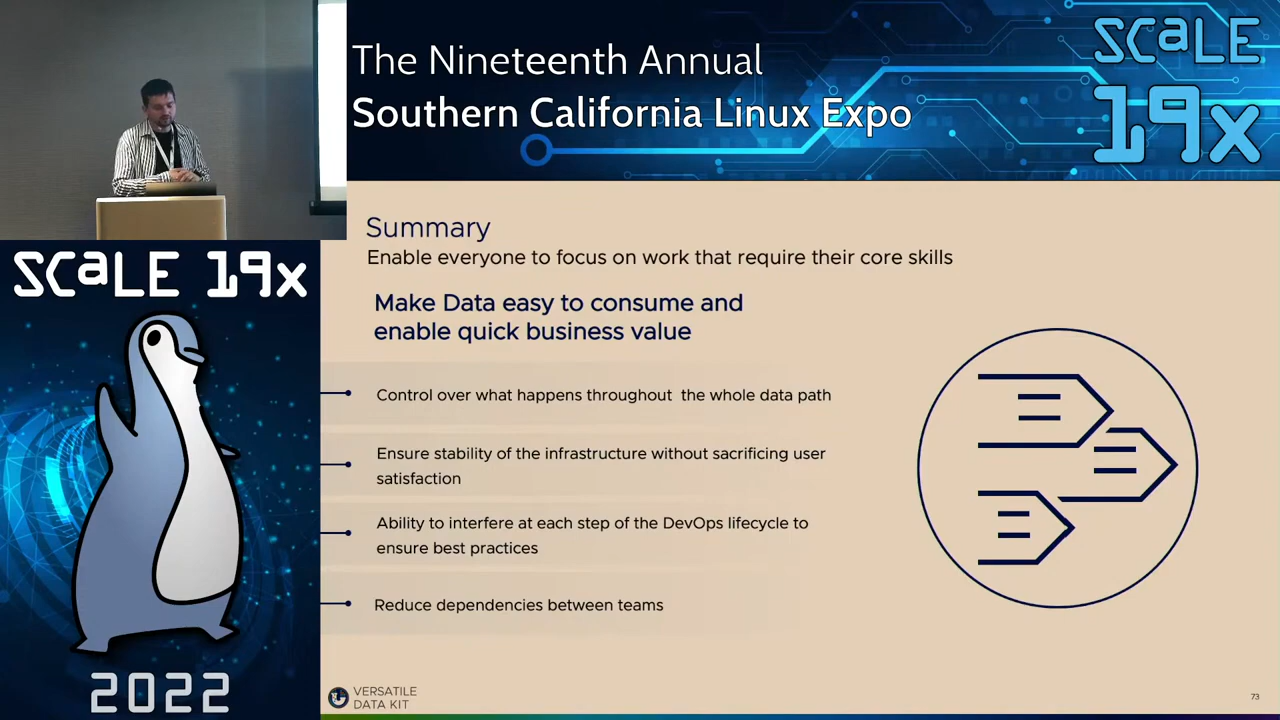 The Nineteenth Annual
Southern California Linux Expo
SCALE
19x
SCALE 19x
2022
Summary
Enable everyone to focus on work that require their core skills
Make Data easy to consume and
enable quick business value
Control over what happens throughout the whole data path
Ensure stability of the infrastructure without sacrificing user
satisfaction
Ability to interfere at each step of the DevOps lifecycle to
ensure best practices
Reduce dependencies between teams
VERSATILE
DATA KIT
73